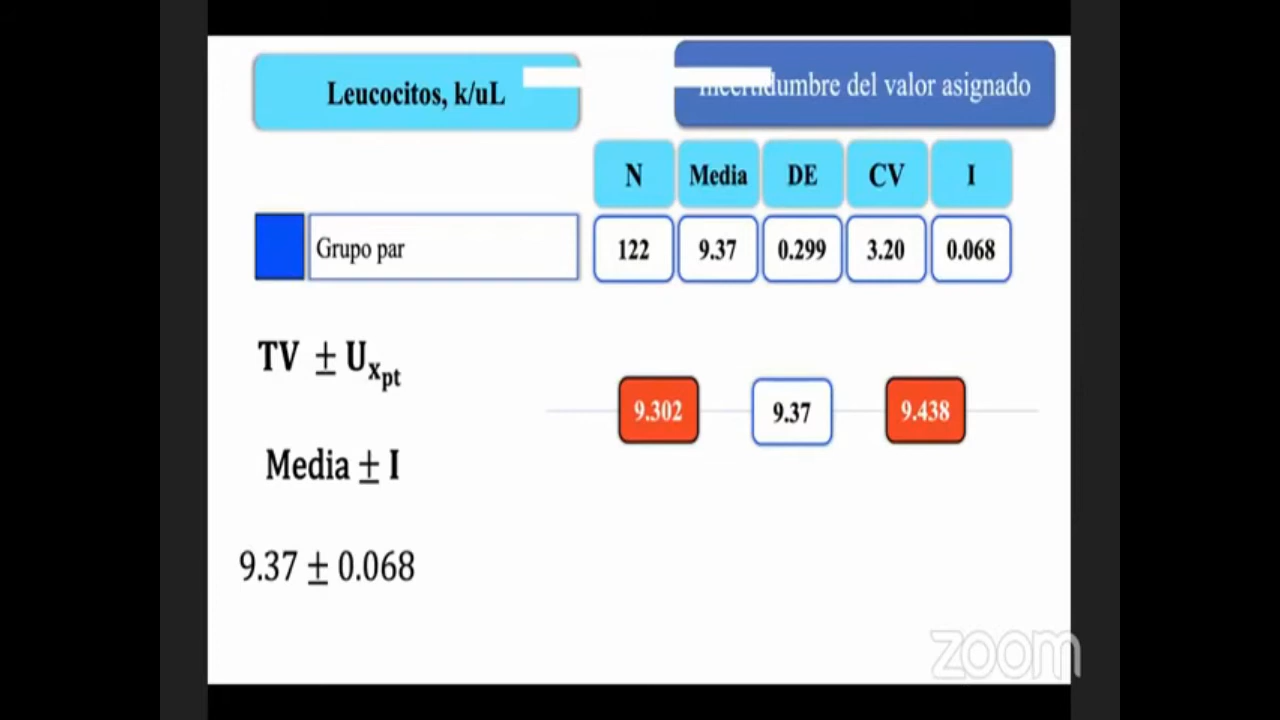 Leucocitos, k/uL
Incertidumbre del valor asignado
N Media DE CV I
Grupo par 122 9.37 0.299 3.20 0.068
TV ± Uxpt
9.302 9.37 9.438
Media ± I
9.37 ± 0.068
zoom